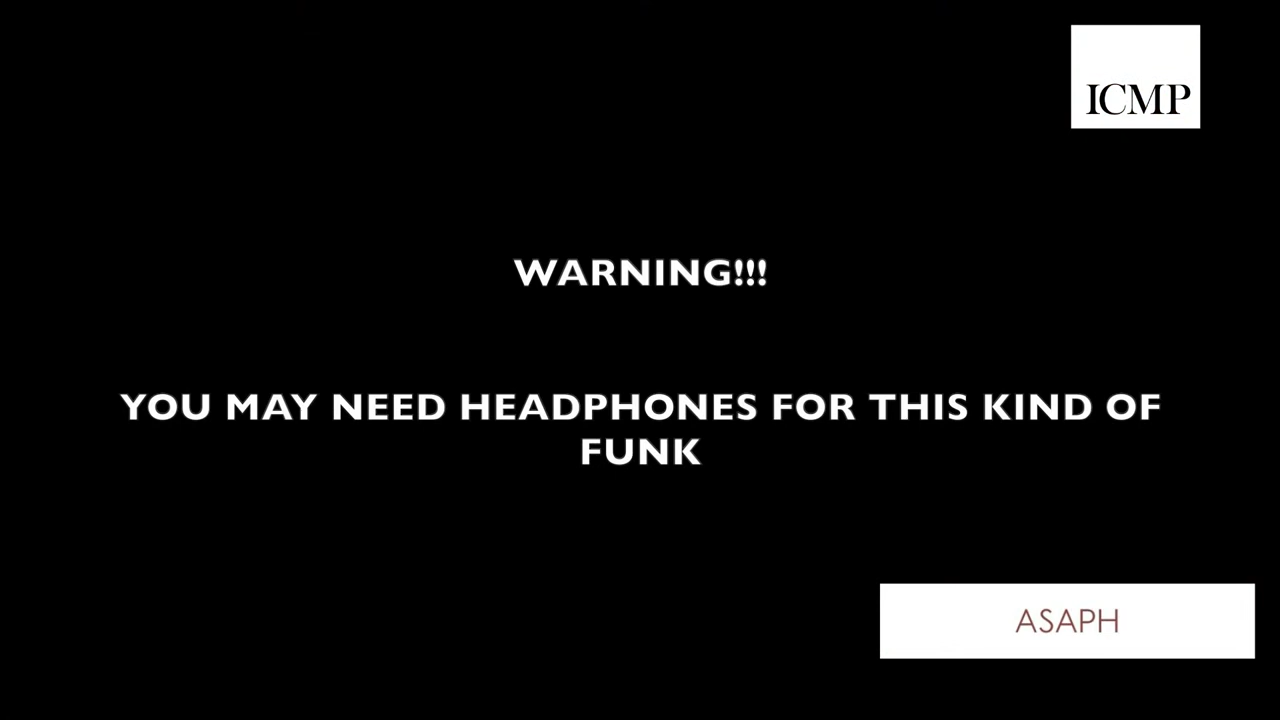 ICMP
WARNING!!!
YOU MAY NEED HEADPHONES FOR THIS KIND OF
FUNK
ASAPH